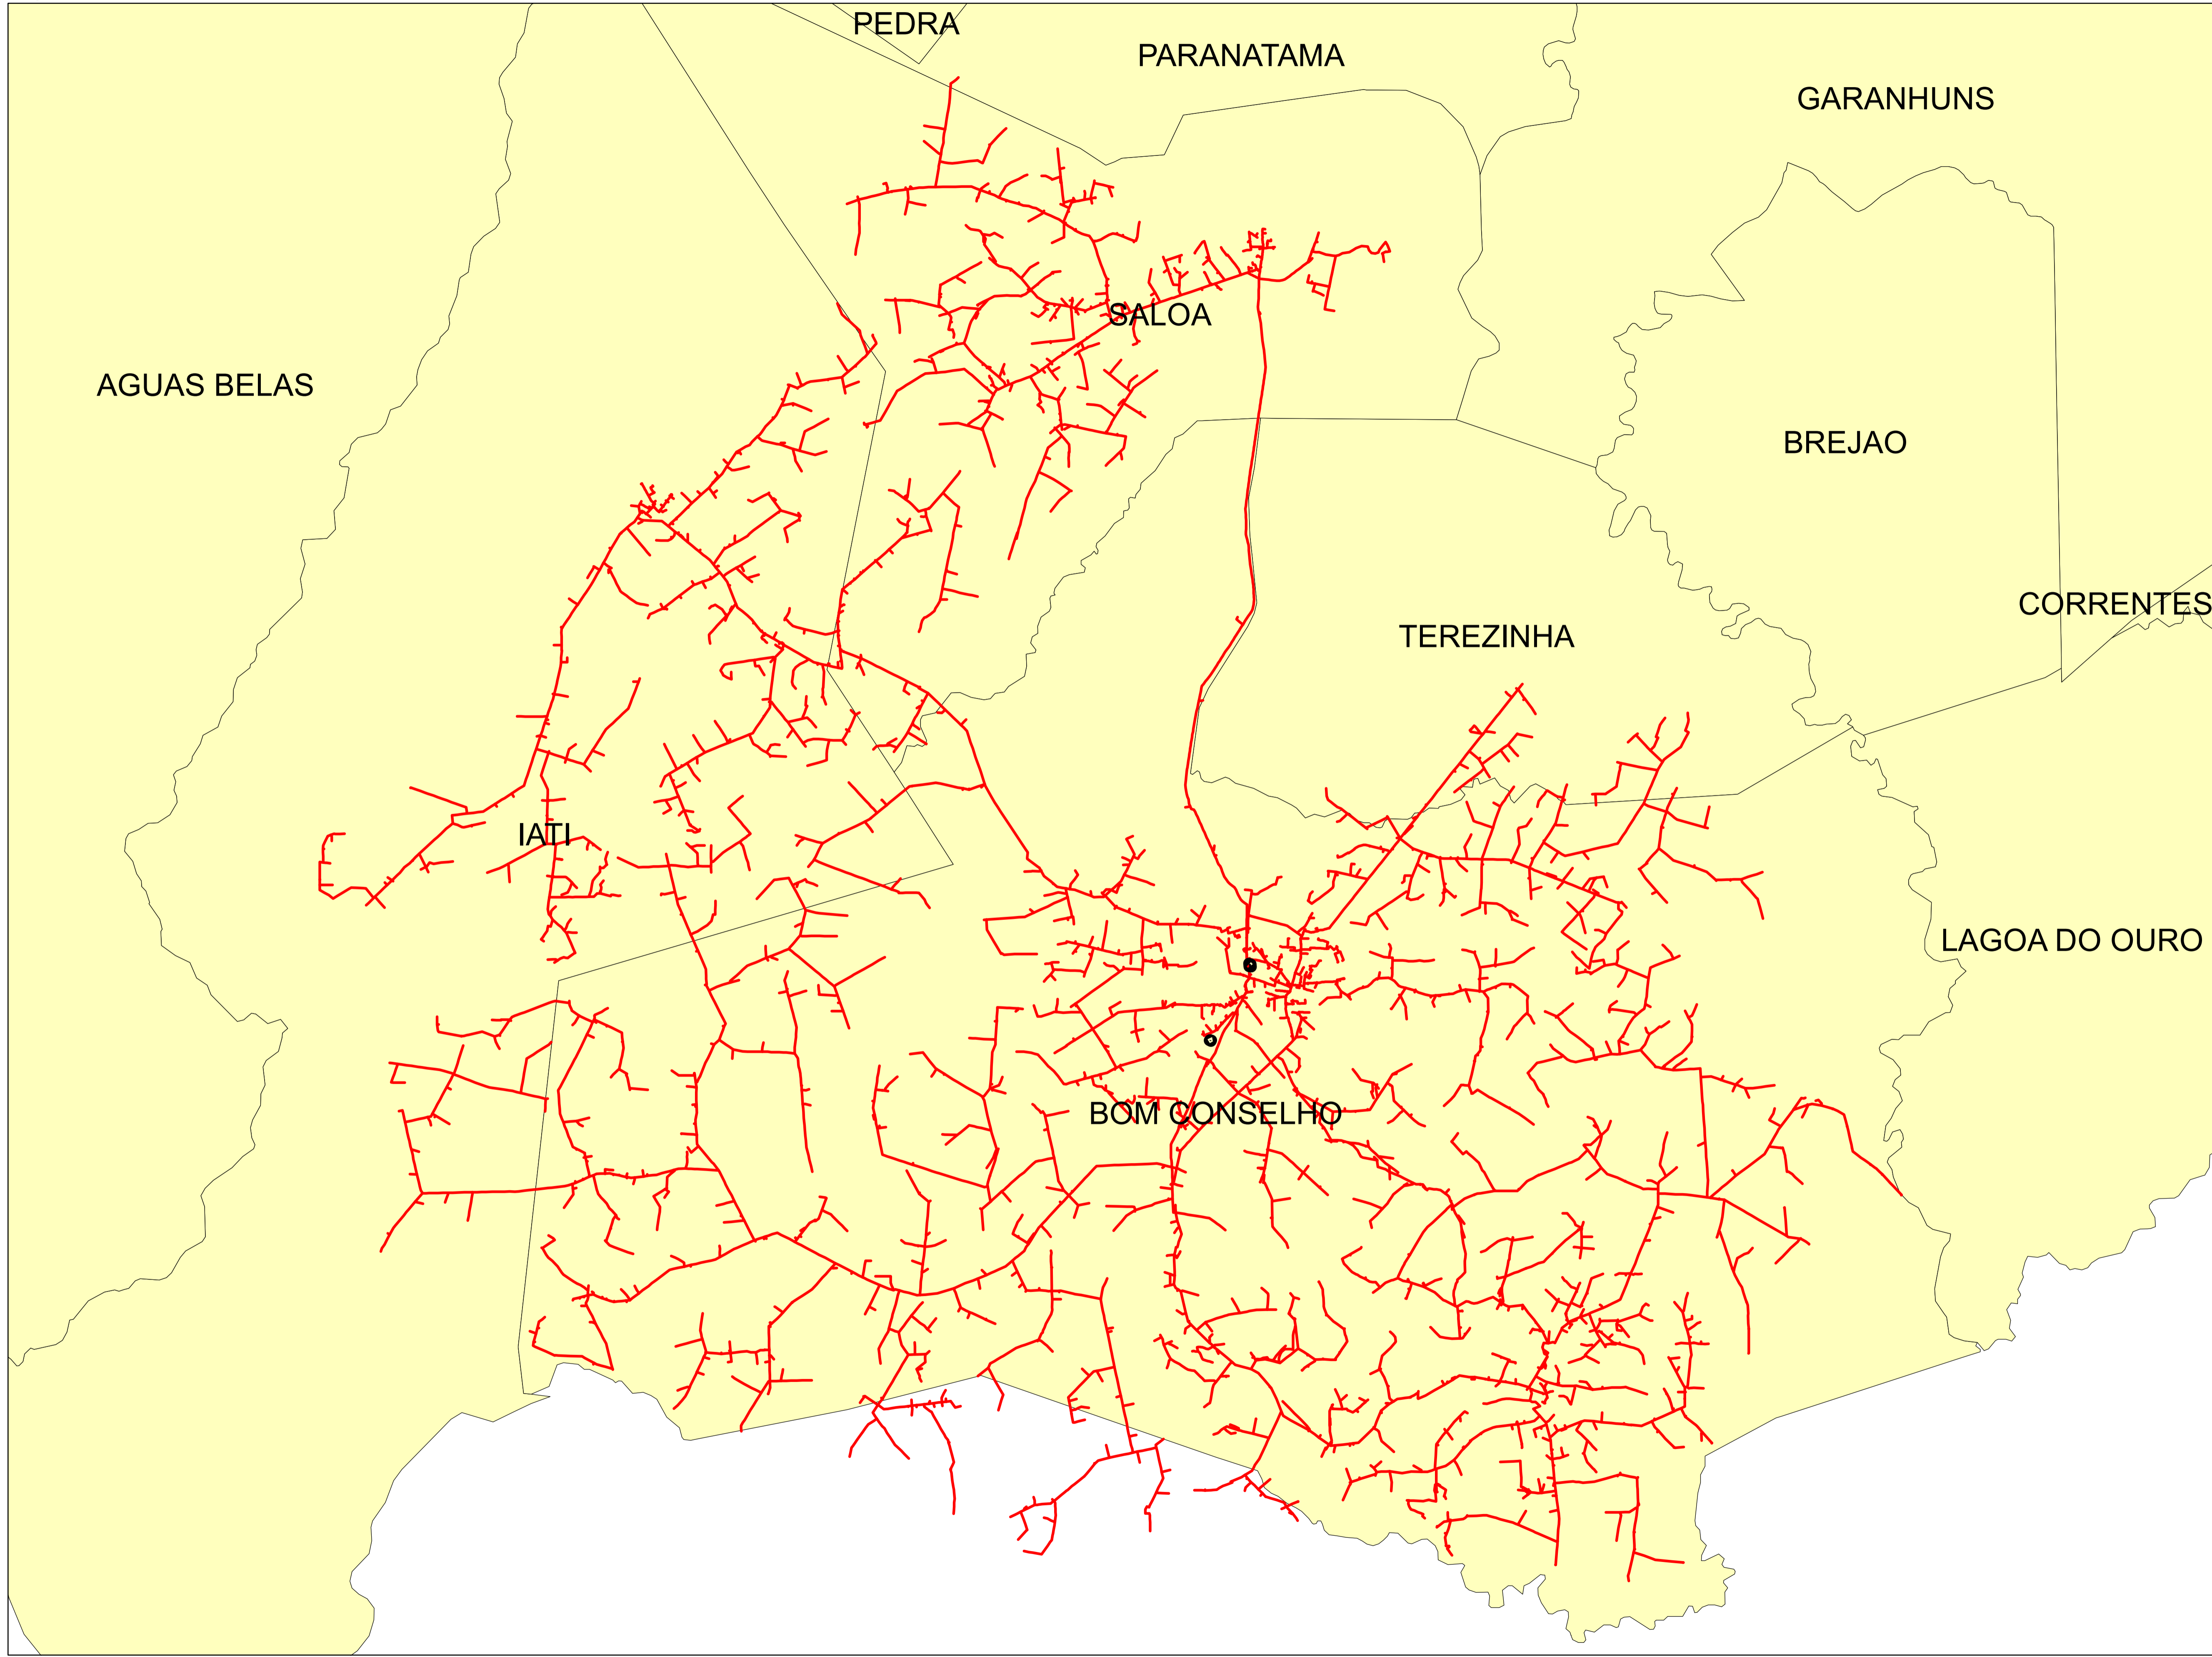 PEDRA
PARANATAMA
GARANHUNS
SALOA
AGUAS BELAS
BREJAO
CORRENTES
TEREZINHA
IATI
LAGOA DO OURO
BOM CONSELHO